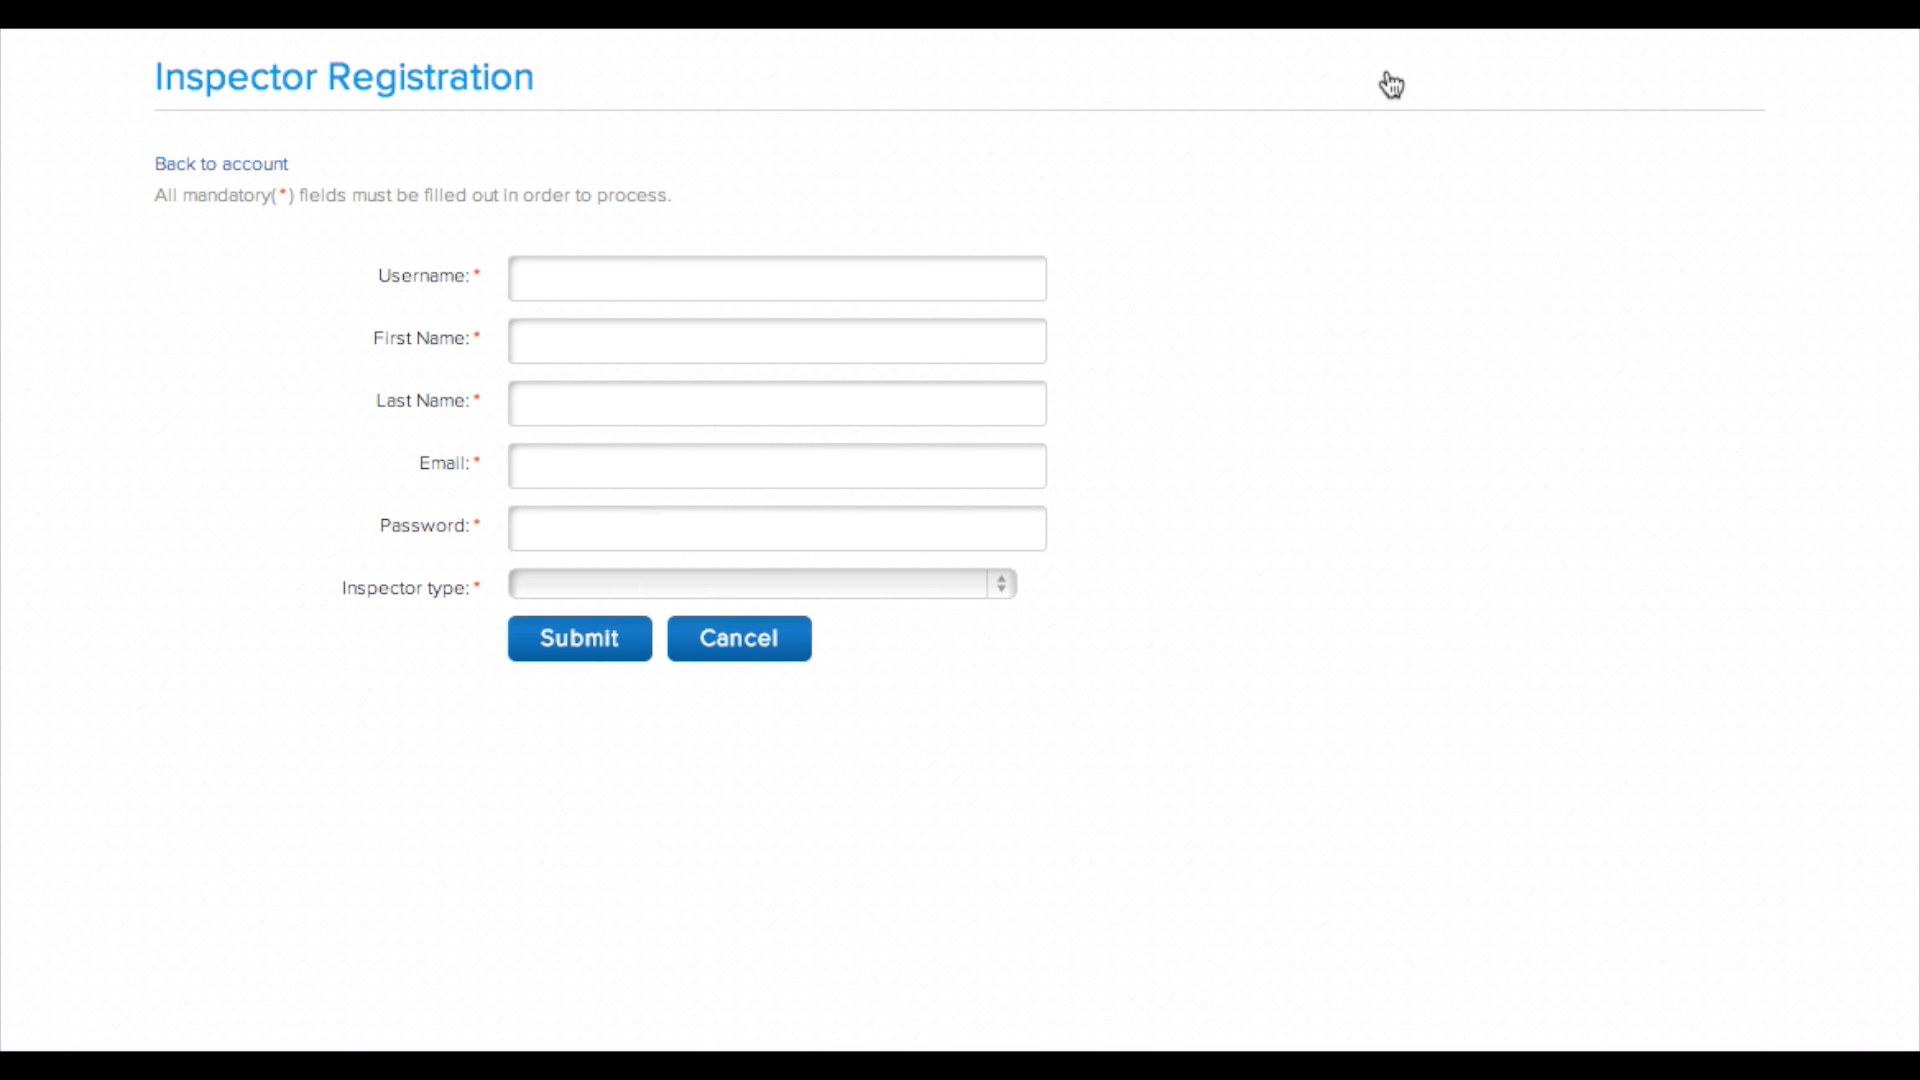 Inspector Registration
Back to account
All mandatory(*) fields must be filled out in order to process.
Username:*
First Name:*
Last Name:*
Email:*
Password:*
Inspector type:*
Submit Cancel